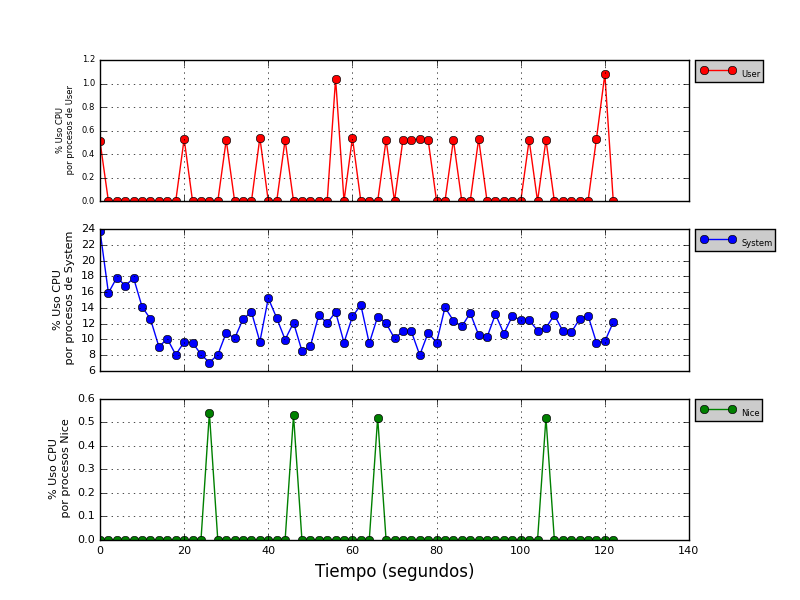 % Uso CPU
por procesos de User
1.2
1.0
0.8
0.6
0.4
0.2
0.0
User
% Uso CPU
por procesos de System
24
22
20
18
16
14
12
10
8
6
System
% Uso CPU
por procesos Nice
0.6
0.5
0.4
0.3
0.2
0.1
0.0
Nice
0 20 40 60 80 100 120 140
Tiempo (segundos)